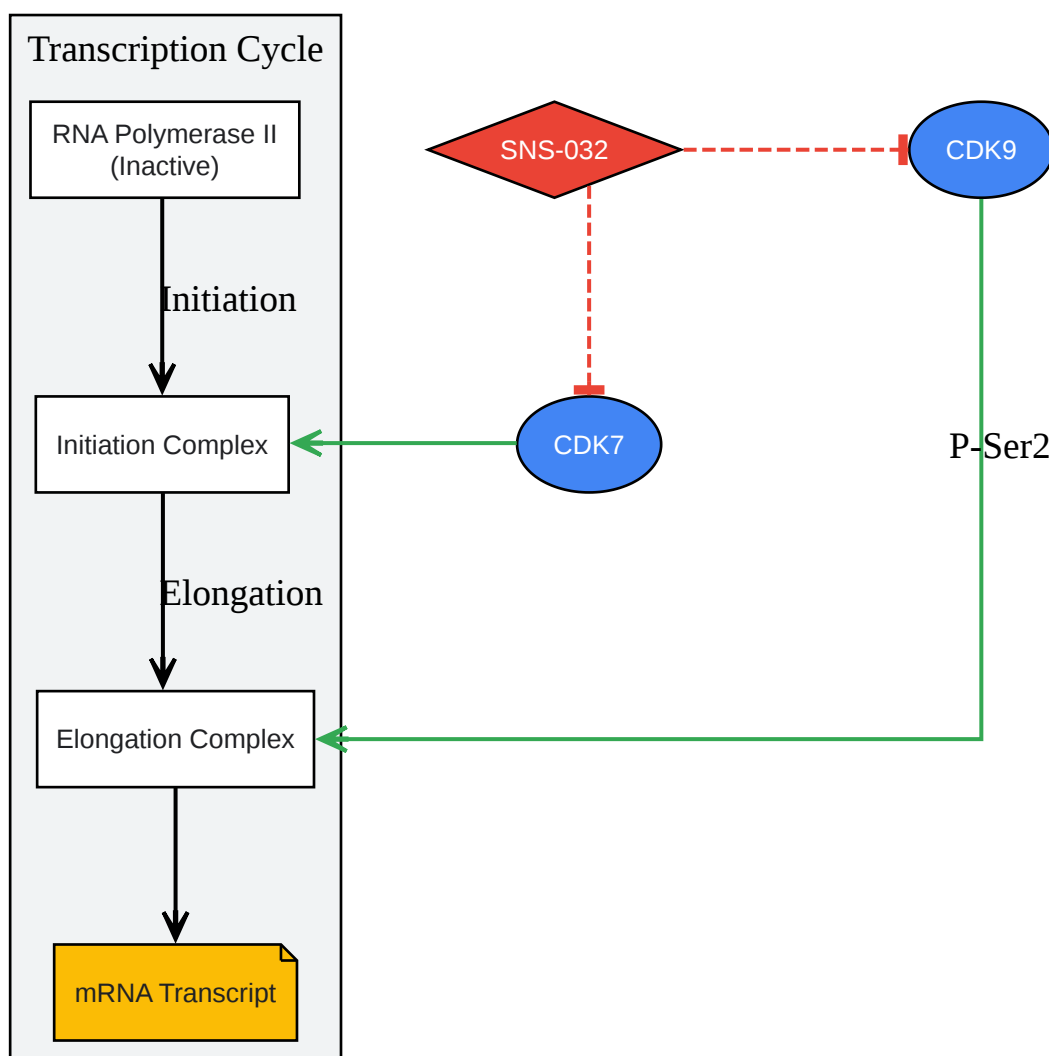 Transcription Cycle
RNA Polymerase II
(Inactive)
SNS-032
CDK9
Initiation
Initiation Complex
CDK7
P-Ser2
Elongation
Elongation Complex
mRNA Transcript